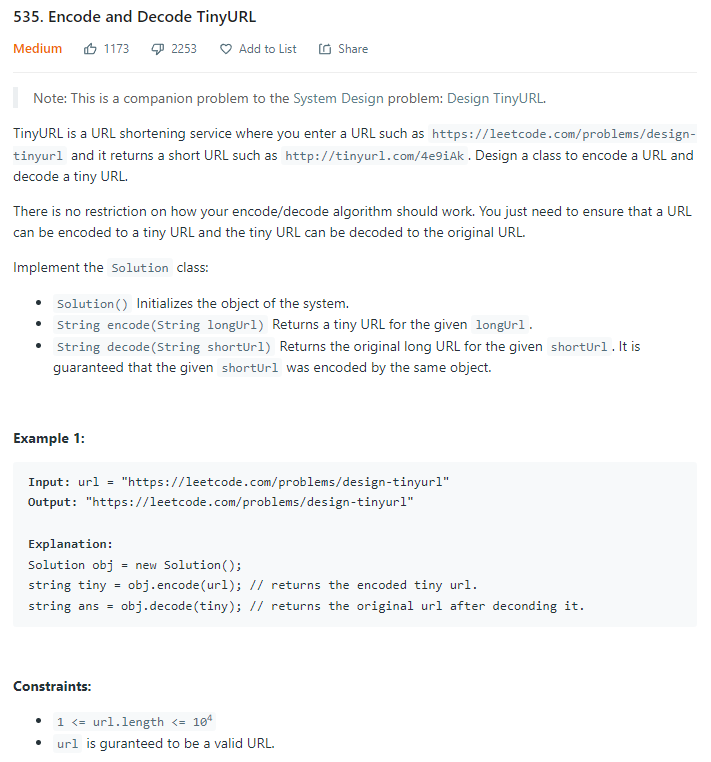 535. Encode and Decode TinyURL
Medium 1173 2253 Add to List Share
Note: This is a companion problem to the System Design problem: Design TinyURL.
TinyURL is a URL shortening service where you enter a URL such as https://leetcode.com/problems/design-
tinyurl and it returns a short URL such as http://tinyurl.com/4e9iAk . Design a class to encode a URL and
decode a tiny URL.
There is no restriction on how your encode/decode algorithm should work. You just need to ensure that a URL
can be encoded to a tiny URL and the tiny URL can be decoded to the original URL.
Implement the Solution class:
• Solution() Initializes the object of the system.
• String encode(String longUrl) Returns a tiny URL for the given longUrl .
• String decode(String shortUrl) Returns the original long URL for the given shortUrl . It is
guaranteed that the given shortUrl was encoded by the same object.
Example 1:
Input: url = "https://leetcode.com/problems/design-tinyurl"
Output: "https://leetcode.com/problems/design-tinyurl"
Explanation:
Solution obj = new Solution();
string tiny = obj.encode(url); // returns the encoded tiny url.
string ans = obj.decode(tiny); // returns the original url after deconding it.
Constraints:
• 1 <= url.length <= 10⁴
• url is guranteed to be a valid URL.